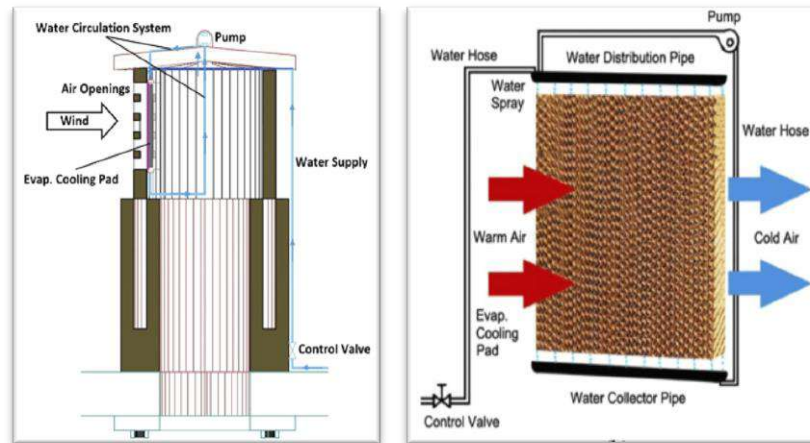 Water Circulation System
Pump
Air Openings
Wind
Evap. Cooling Pad
Water Supply
Control Valve
Pump
Water Hose
Water Distribution Pipe
Water
Spray
Water Hose
Warm Air
Cold Air
Evap.
Cooling
Pad
Water Collector Pipe
Control Valve